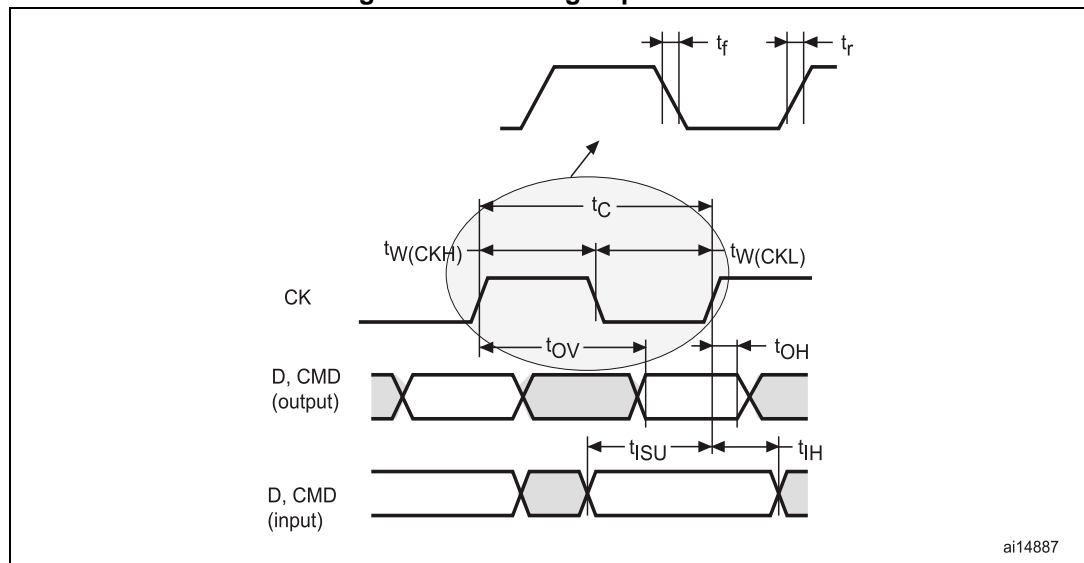 tf
tr
tC
tW(CKH)
tW(CKL)
CK
tOV
tOH
D, CMD
(output)
tISU
tIH
D, CMD
(input)
ai14887